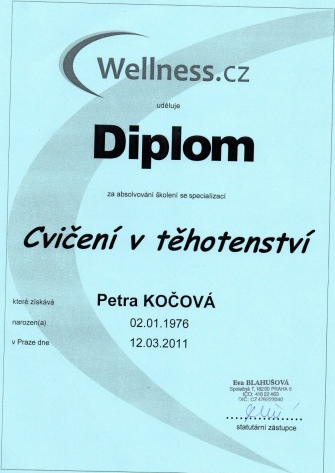 Wellness.cz
uděluje
Diplom
za absolvování školení se specializací
Cvičení v těhotenství
které získává Petra KOČOVÁ
narozen(a) 02.01.1976
v Praze dne 12.03.2011
Eva BLAHUŠOVÁ
statutární zástupce